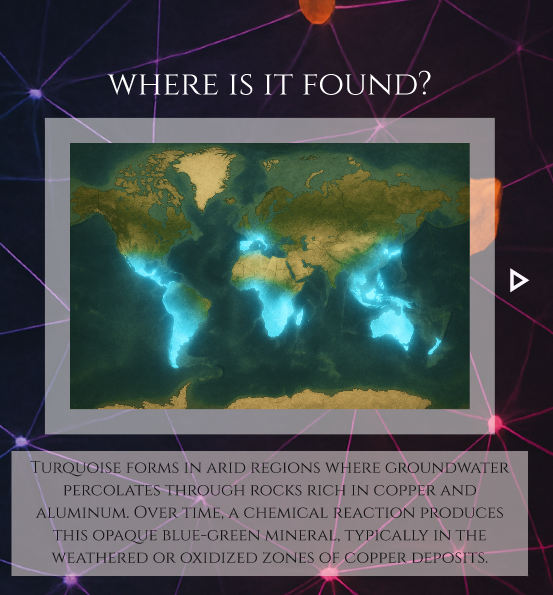 Where is it found?
Turquoise forms in arid regions where groundwater
percolates through rocks rich in copper and
aluminum. Over time, a chemical reaction produces
this opaque blue-green mineral, typically in the
weathered or oxidized zones of copper deposits.